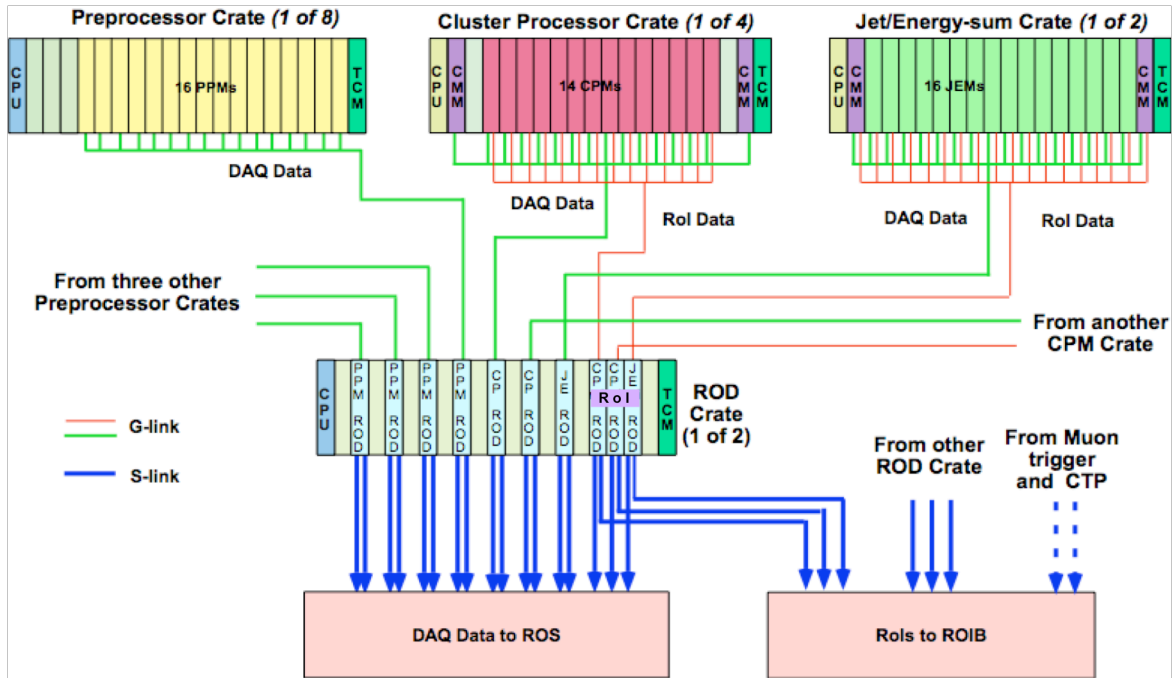 Preprocessor Crate (1 of 8)
Cluster Processor Crate (1 of 4)
Jet/Energy-sum Crate (1 of 2)
CPU
16 PPMs
TCM
CPU
CMM
14 CPMs
CMM
TCM
CPU
CMM
16 JEMs
CMM
TCM
DAQ Data
DAQ Data
RoI Data
DAQ Data
RoI Data
From three other
Preprocessor Crates
From another
CPM Crate
CPU
PPM ROD
PPM ROD
PPM ROD
PPM ROD
CP ROD
CP ROD
JE ROD
CP ROD
CP ROD
JE ROD
RoI
TCM
ROD
Crate
(1 of 2)
G-link
S-link
From other
ROD Crate
From Muon
trigger
and CTP
DAQ Data to ROS
RoIs to ROIB